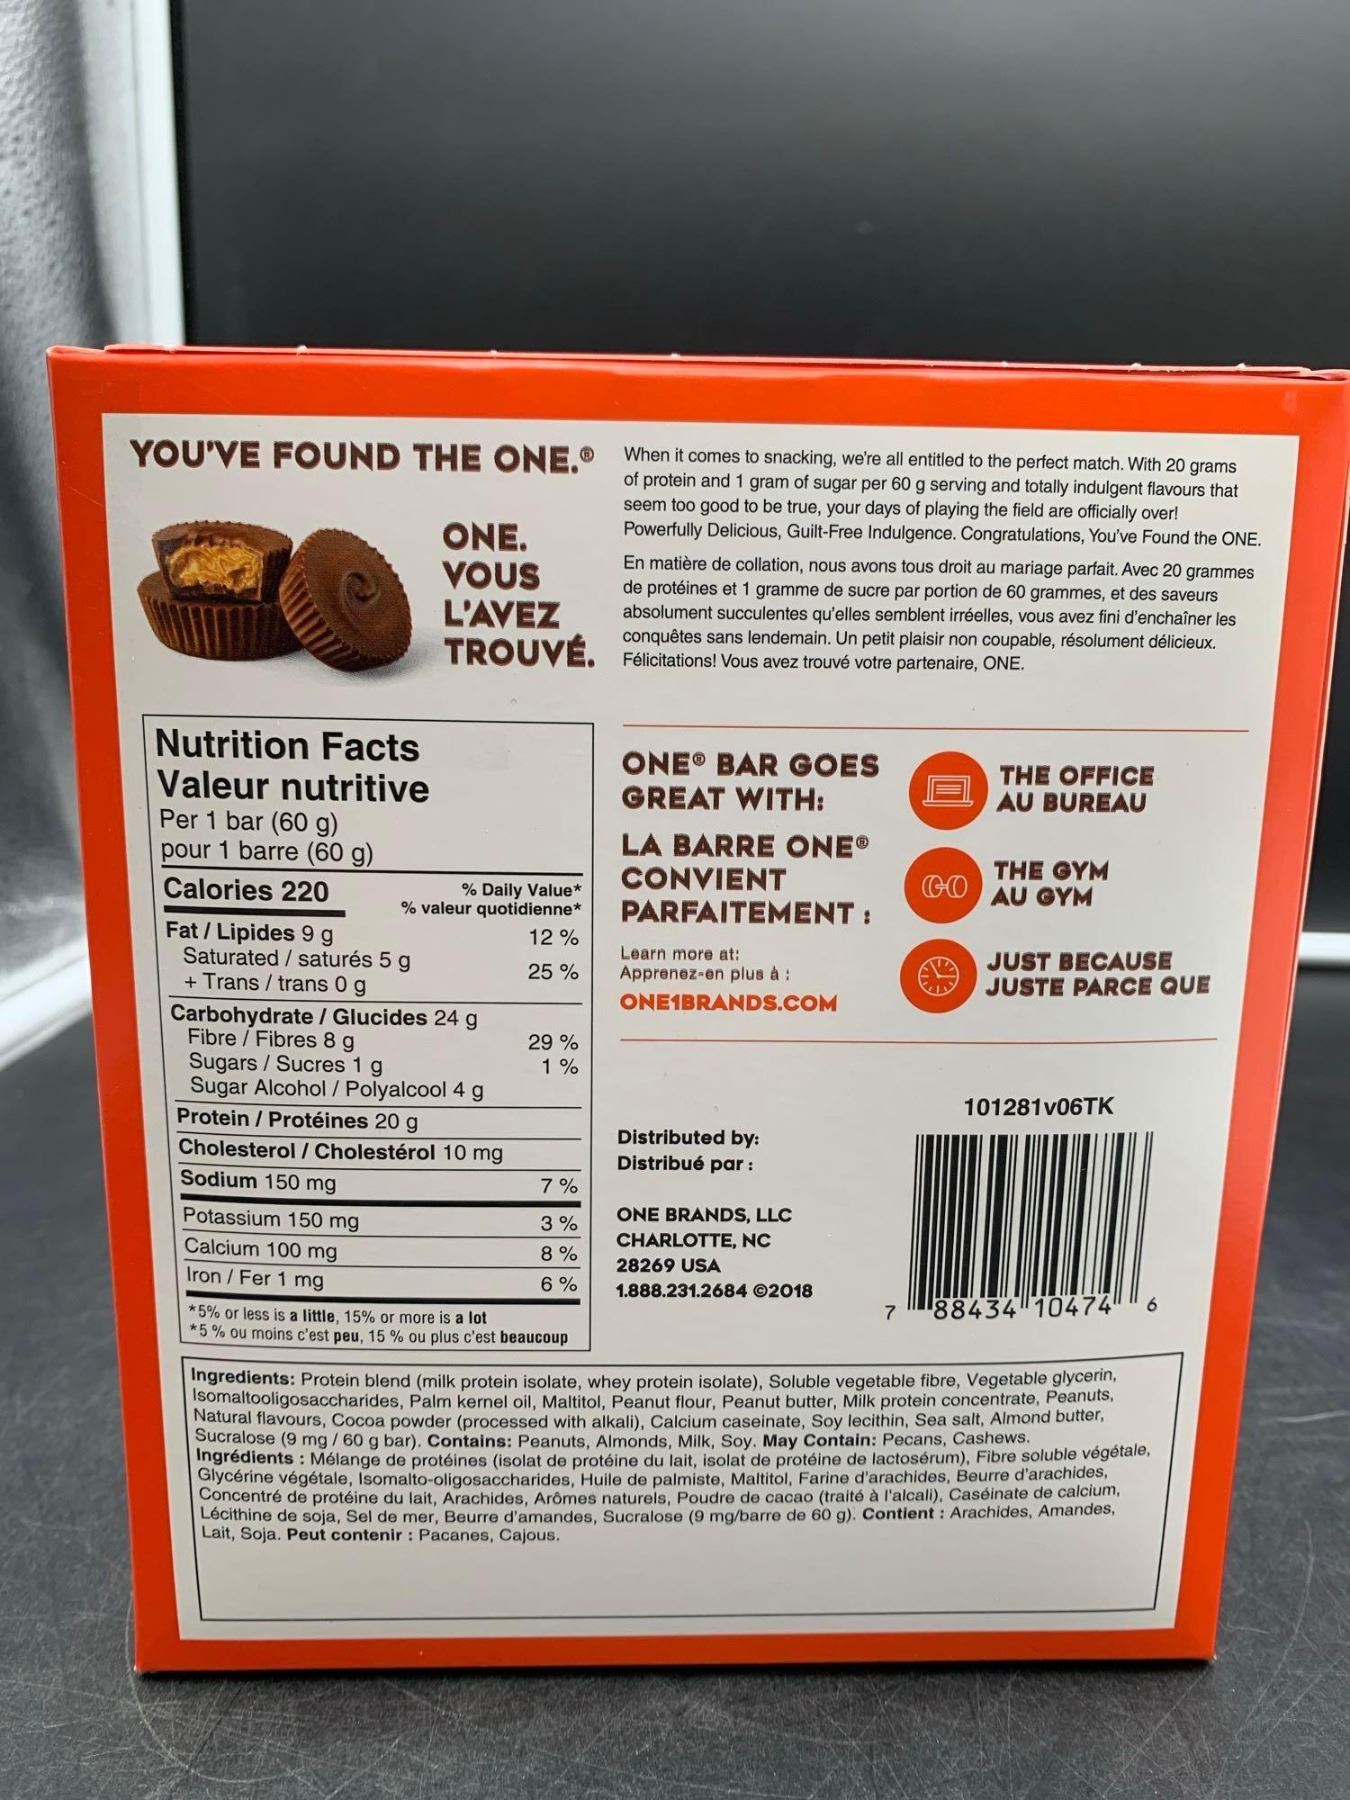 YOU'VE FOUND THE ONE.®
ONE.
VOUS
L'AVEZ
TROUVÉ.
When it comes to snacking, we're all entitled to the perfect match. With 20 grams
of protein and 1 gram of sugar per 60 g serving and totally indulgent flavours that
seem too good to be true, your days of playing the field are officially over!
Powerfully Delicious, Guilt-Free Indulgence. Congratulations, You've Found the ONE.
En matière de collation, nous avons tous droit au mariage parfait. Avec 20 grammes
de protéines et 1 gramme de sucre par portion de 60 grammes, et des saveurs
absolument succulentes qu'elles semblent irréelles, vous avez fini d'enchaîner les
conquêtes sans lendemain. Un petit plaisir non coupable, résolument délicieux.
Félicitations! Vous avez trouvé votre partenaire, ONE.
Nutrition Facts
Valeur nutritive
Per 1 bar (60 g)
pour 1 barre (60 g)
Calories 220
% Daily Value*
% valeur quotidienne*
Fat / Lipides 9 g 12 %
Saturated / saturés 5 g
+ Trans / trans 0 g 25 %
Carbohydrate / Glucides 24 g
Fibre / Fibres 8 g 29 %
Sugars / Sucres 1 g 1 %
Sugar Alcohol / Polyalcool 4 g
Protein / Protéines 20 g
Cholesterol / Cholestérol 10 mg
Sodium 150 mg 7 %
Potassium 150 mg 3 %
Calcium 100 mg 8 %
Iron / Fer 1 mg 6 %
*5% or less is a little, 15% or more is a lot
*5 % ou moins c'est peu, 15 % ou plus c'est beaucoup
ONE® BAR GOES
GREAT WITH:
LA BARRE ONE®
CONVIENT
PARFAITEMENT :
Learn more at:
Apprenez-en plus à :
ONE1BRANDS.COM
THE OFFICE
AU BUREAU
THE GYM
AU GYM
JUST BECAUSE
JUSTE PARCE QUE
Distributed by:
Distribué par :
ONE BRANDS, LLC
CHARLOTTE, NC
28269 USA
1.888.231.2684 ©2018
101281v06TK
7 88434 10474 6
Ingredients: Protein blend (milk protein isolate, whey protein isolate), Soluble vegetable fibre, Vegetable glycerin,
Isomaltooligosaccharides, Palm kernel oil, Maltitol, Peanut flour, Peanut butter, Milk protein concentrate, Peanuts,
Natural flavours, Cocoa powder (processed with alkali), Calcium caseinate, Soy lecithin, Sea salt, Almond butter,
Sucralose (9 mg / 60 g bar). Contains: Peanuts, Almonds, Milk, Soy. May Contain: Pecans, Cashews.
Ingrédients : Mélange de protéines (isolat de protéine du lait, isolat de protéine de lactosérum), Fibre soluble végétale,
Glycérine végétale, Isomalto-oligosaccharides, Huile de palmiste, Maltitol, Farine d'arachides, Beurre d'arachides,
Concentré de protéine du lait, Arachides, Arômes naturels, Poudre de cacao (traité à l'alcali), Caséinate de calcium,
Lécithine de soja, Sel de mer, Beurre d'amandes, Sucralose (9 mg/barre de 60 g). Contient : Arachides, Amandes,
Lait, Soja. Peut contenir : Pacanes, Cajous.